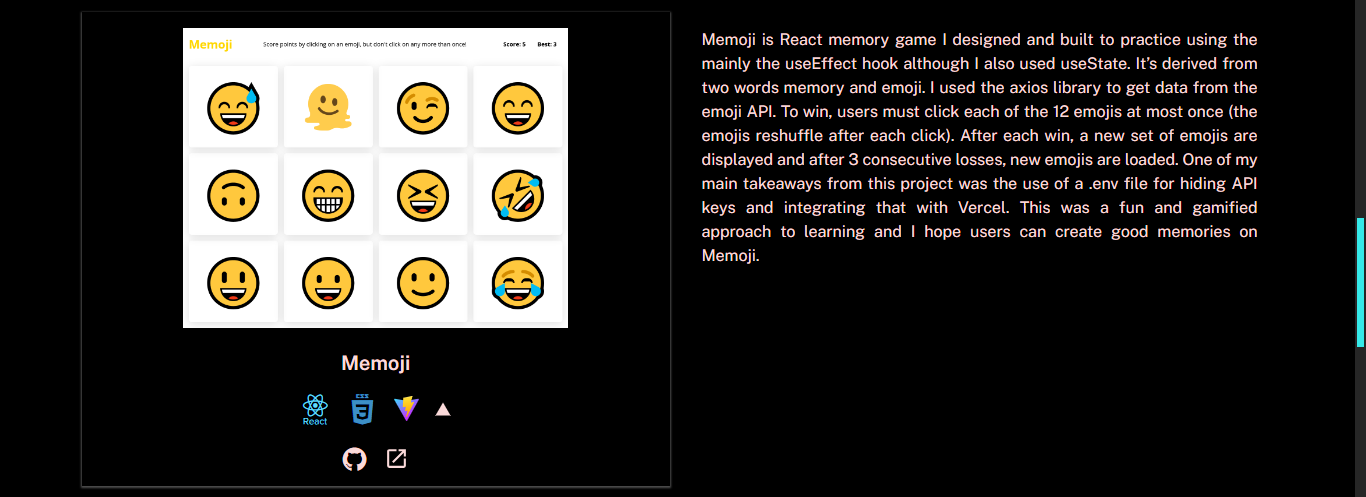 Memoji
Score points by clicking on an emoji, but don't click on any more than once!
Score: 5
Best: 3
Memoji
CSS
3
React
Memoji is React memory game I designed and built to practice using the
mainly the useEffect hook although I also used useState. It's derived from
two words memory and emoji. I used the axios library to get data from the
emoji API. To win, users must click each of the 12 emojis at most once (the
emojis reshuffle after each click). After each win, a new set of emojis are
displayed and after 3 consecutive losses, new emojis are loaded. One of my
main takeaways from this project was the use of a .env file for hiding API
keys and integrating that with Vercel. This was a fun and gamified
approach to learning and I hope users can create good memories on
Memoji.